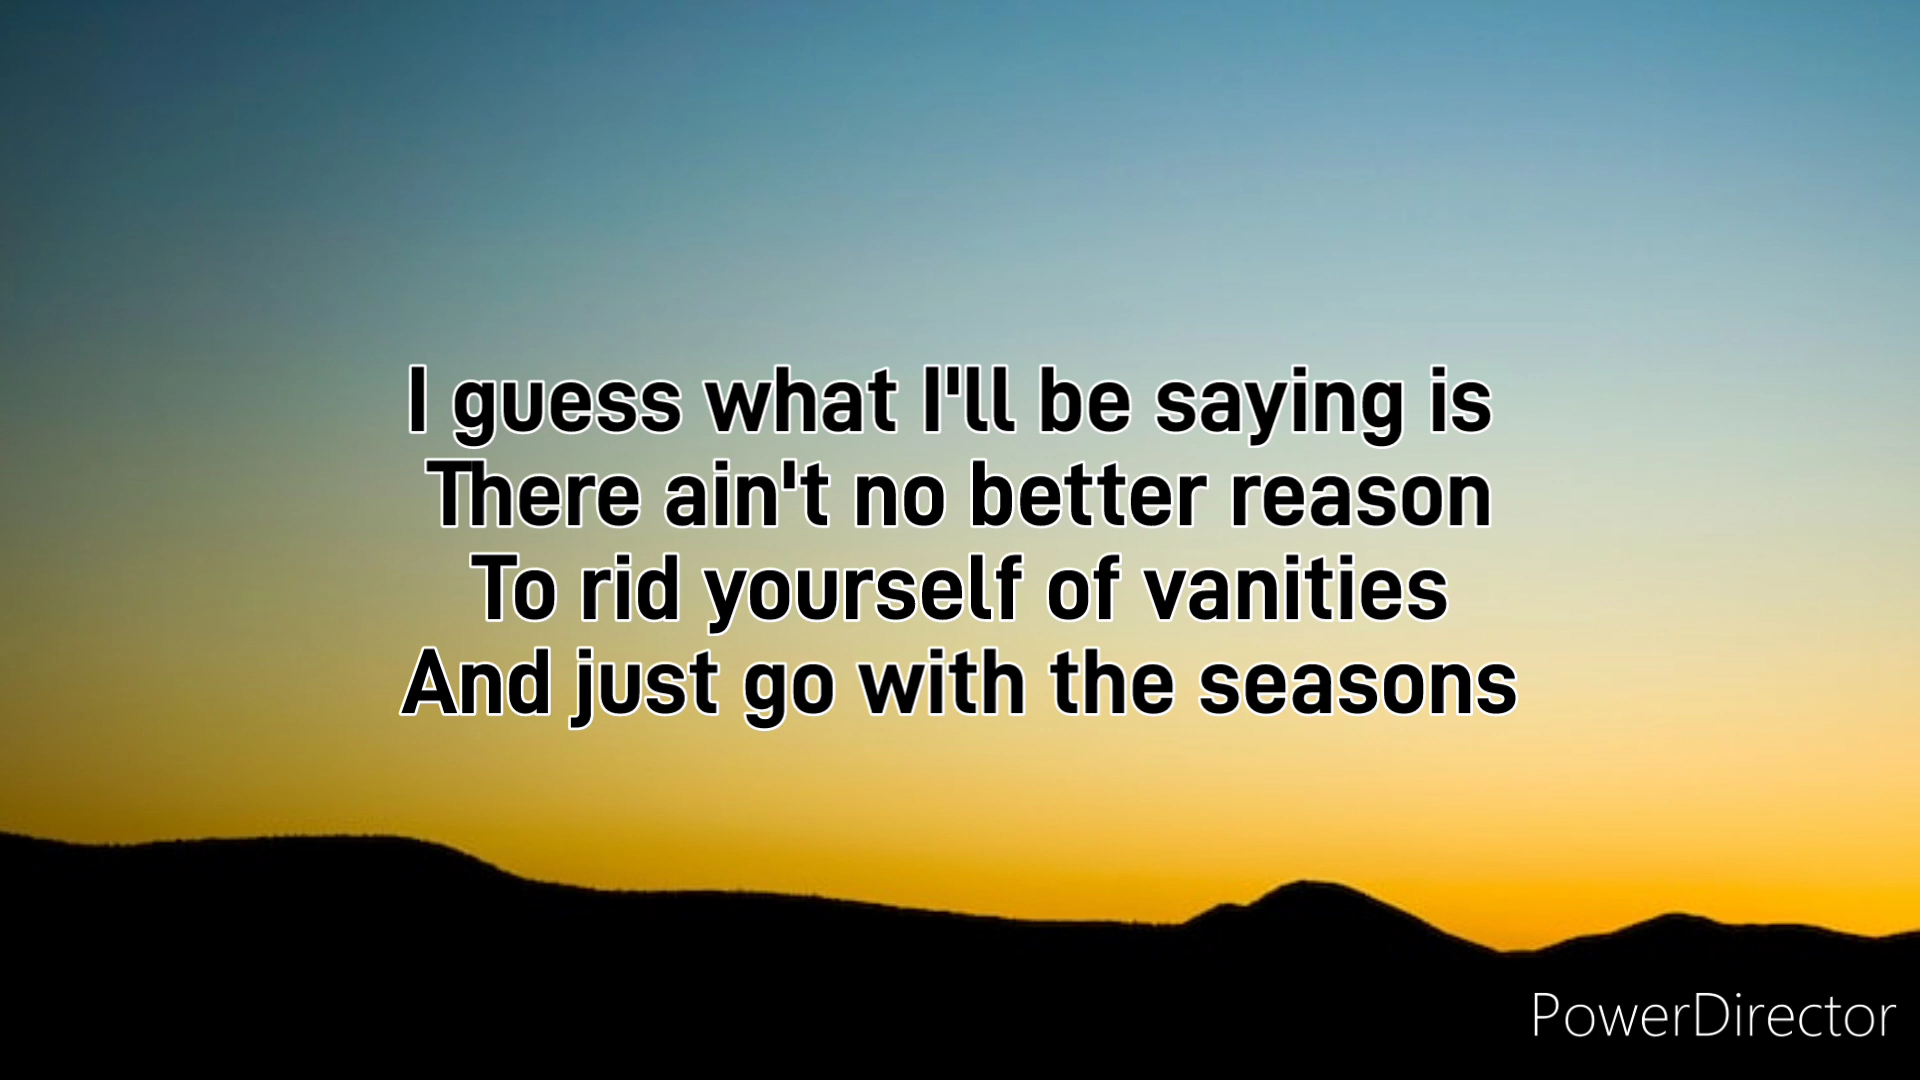 I guess what I'll be saying is
There ain't no better reason
To rid yourself of vanities
And just go with the seasons
PowerDirector